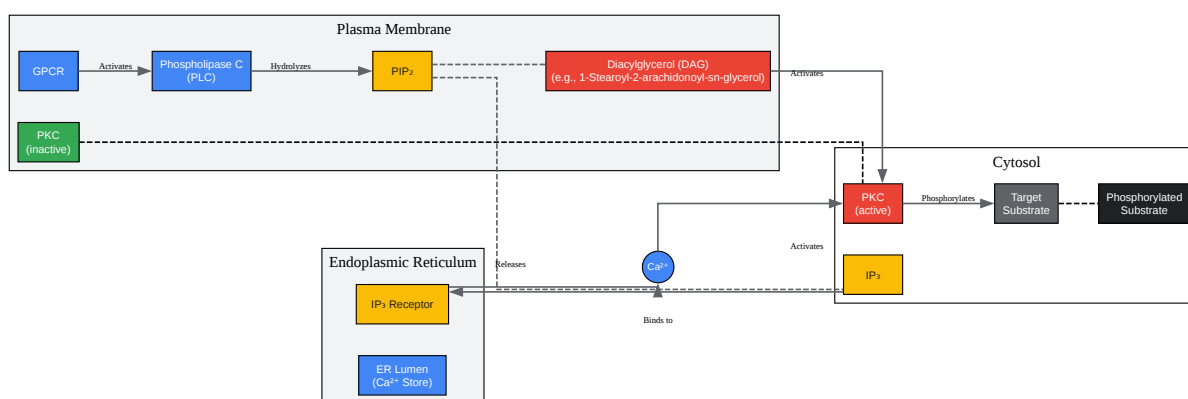 Plasma Membrane
GPCR
Activates
Phospholipase C
(PLC)
Hydrolyzes
PIP₂
Diacylglycerol (DAG)
(e.g., 1-Stearoyl-2-arachidonoyl-sn-glycerol)
Activates
PKC
(inactive)
Cytosol
PKC
(active)
Phosphorylates
Target
Substrate
Phosphorylated
Substrate
Activates
IP₃
Endoplasmic Reticulum
Releases
Ca²⁺
IP₃ Receptor
Binds to
ER Lumen
(Ca²⁺ Store)